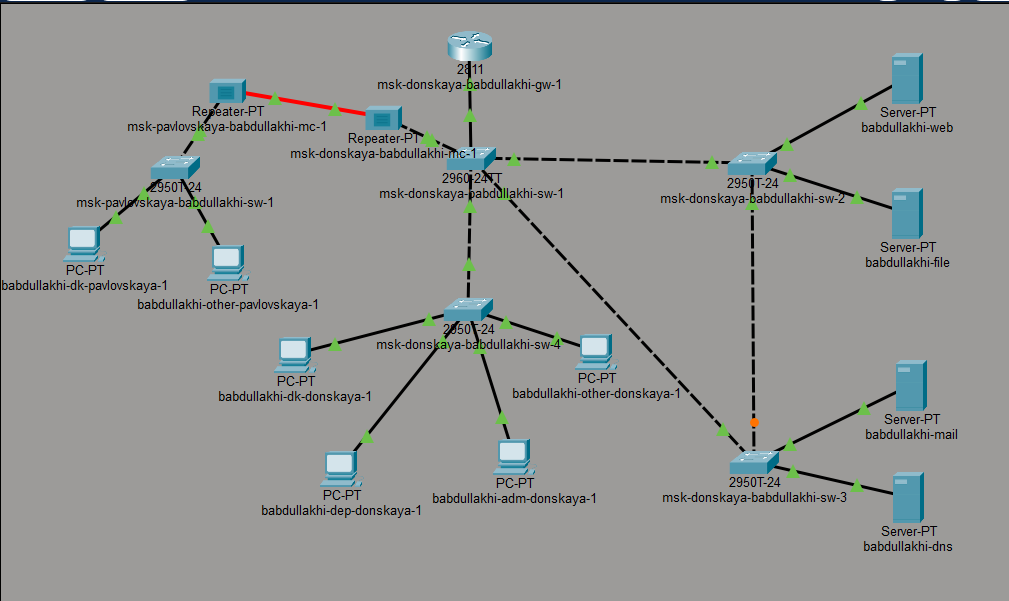 2811
msk-donskaya-babdullakhi-gw-1
Repeater-PT
msk-pavlovskaya-babdullakhi-mc-1
Repeater-PT
msk-donskaya-babdullakhi-mc-1
Server-PT
babdullakhi-web
2950T-24
msk-pavlovskaya-babdullakhi-sw-1
2960-24TT
msk-donskaya-babdullakhi-sw-1
2950T-24
msk-donskaya-babdullakhi-sw-2
PC-PT
babdullakhi-dk-pavlovskaya-1
PC-PT
babdullakhi-other-pavlovskaya-1
Server-PT
babdullakhi-file
2950T-24
msk-donskaya-babdullakhi-sw-4
PC-PT
babdullakhi-dk-donskaya-1
PC-PT
babdullakhi-other-donskaya-1
Server-PT
babdullakhi-mail
PC-PT
babdullakhi-dep-donskaya-1
PC-PT
babdullakhi-adm-donskaya-1
2950T-24
msk-donskaya-babdullakhi-sw-3
Server-PT
babdullakhi-dns